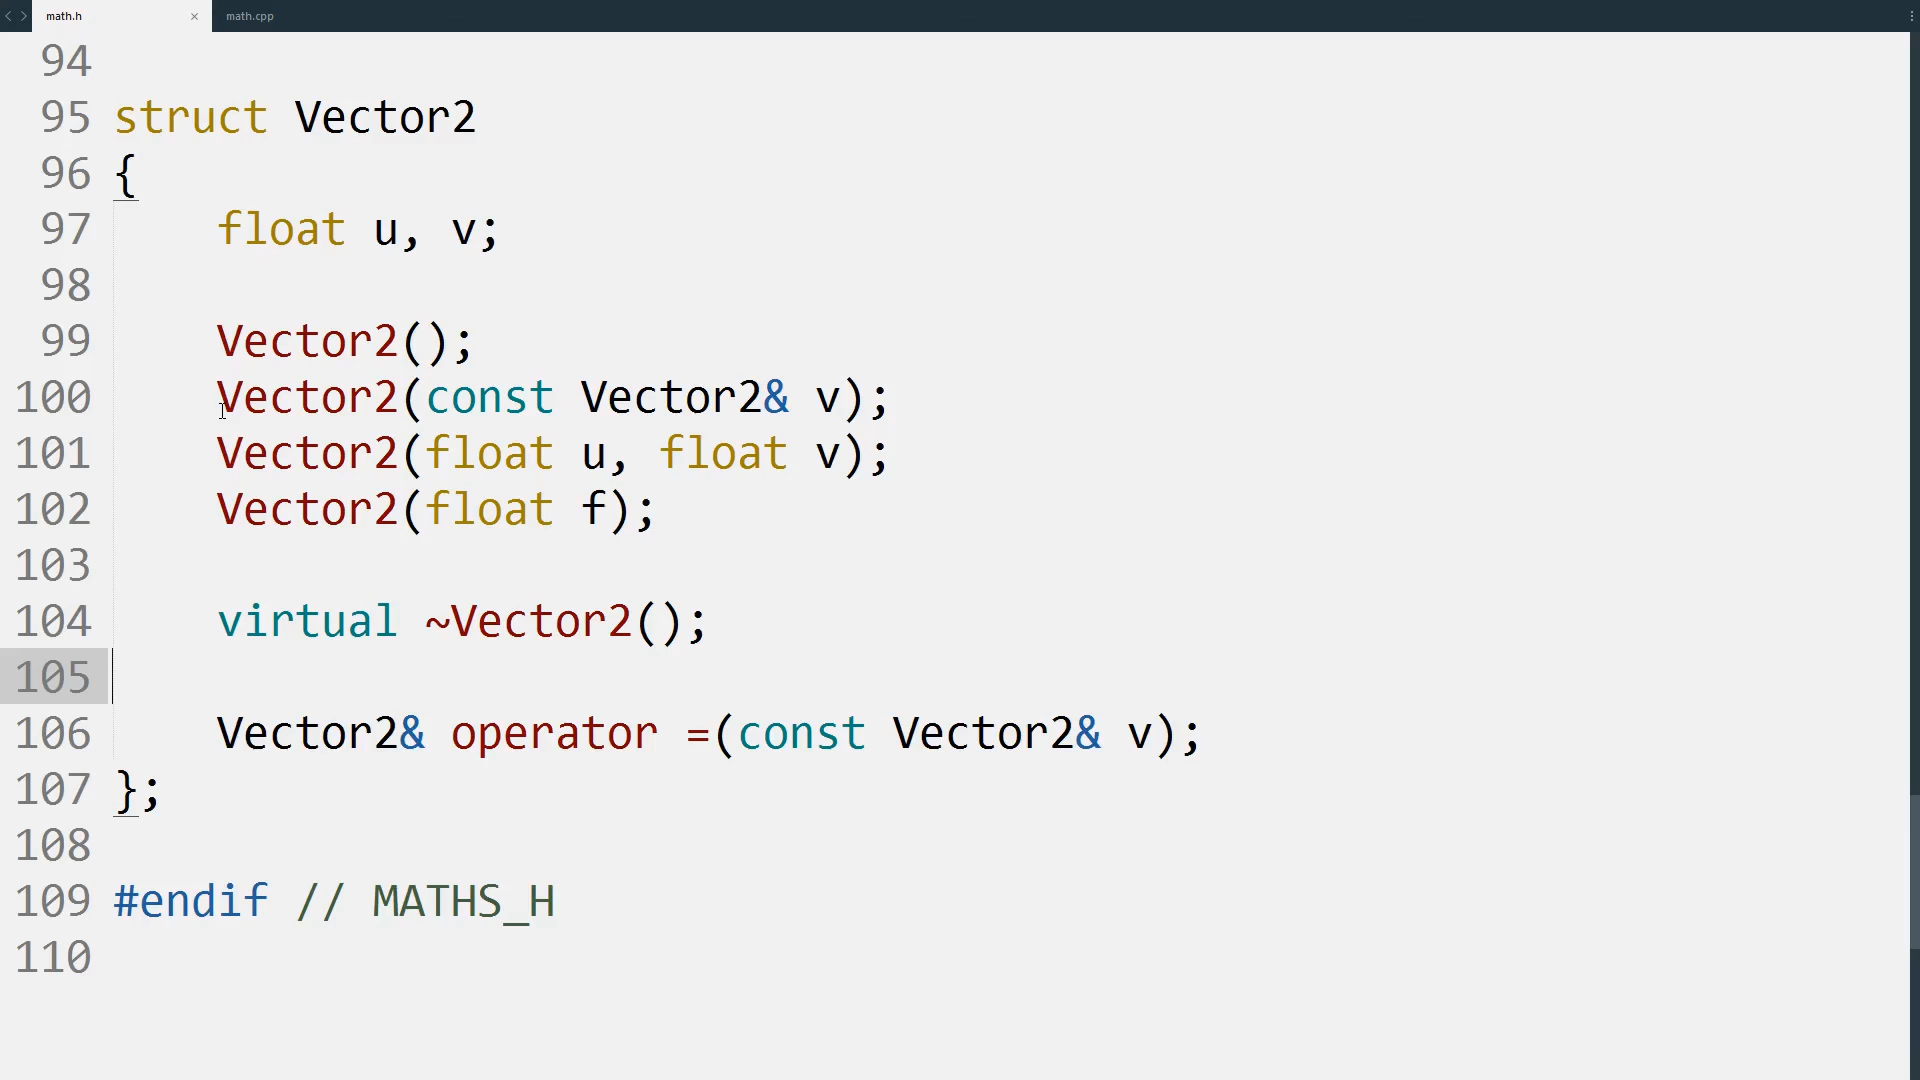 math.h × math.cpp
94
95 struct Vector2
96 {
97     float u, v;
98
99     Vector2();
100     Vector2(const Vector2& v);
101     Vector2(float u, float v);
102     Vector2(float f);
103
104     virtual ~Vector2();
105
106     Vector2& operator =(const Vector2& v);
107 };
108
109 #endif // MATHS_H
110